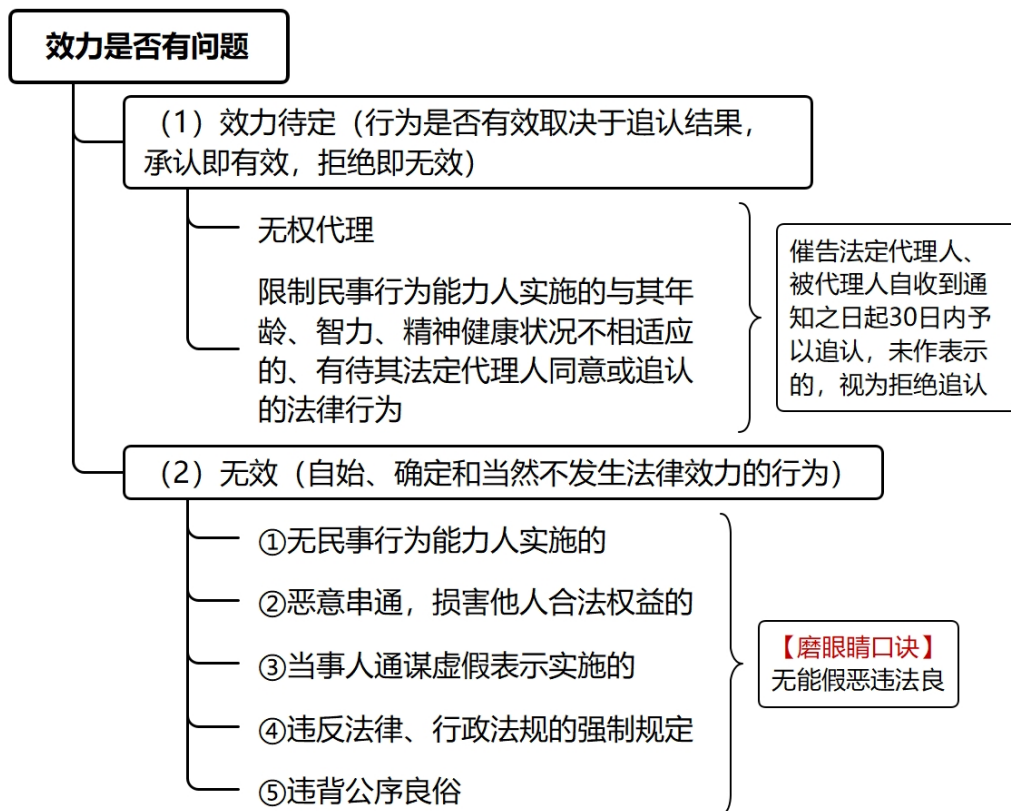 效力是否有问题
（1）效力待定（行为是否有效取决于追认结果，
承认即有效，拒绝即无效）
无权代理
限制民事行为能力人实施的与其年
龄、智力、精神健康状况不相适应
的、有待其法定代理人同意或追认
的法律行为
催告法定代理人、
被代理人自收到通
知之日起30日内予
以追认，未作表示
的，视为拒绝追认
（2）无效（自始、确定和当然不发生法律效力的行为）
①无民事行为能力人实施的
②恶意串通，损害他人合法权益的
③当事人通谋虚假表示实施的
④违反法律、行政法规的强制规定
⑤违背公序良俗
【磨眼睛口诀】
无能假恶违法良